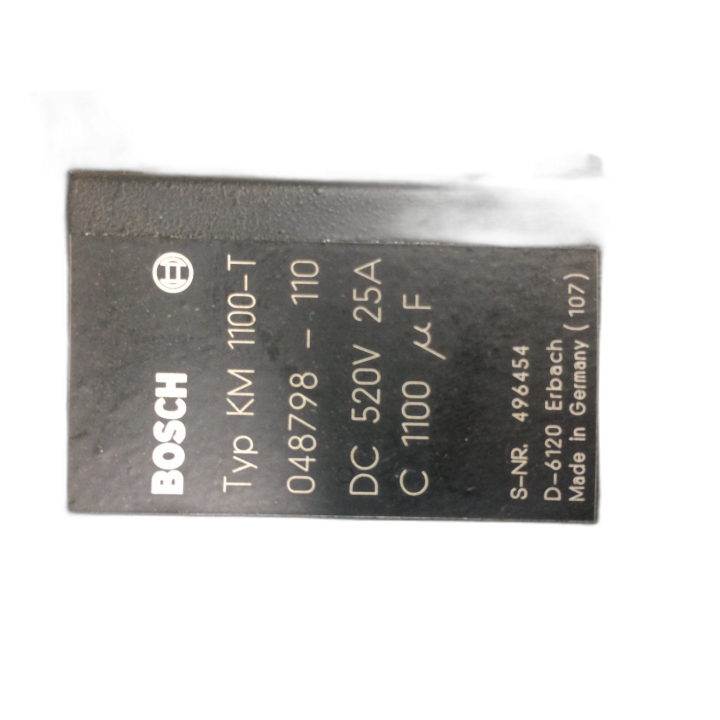 BOSCH
Typ KM 1100-T
048798 - 110
DC 520V 25A
C 1100 µF
S-NR. 496454
D-6120 Erbach
Made in Germany (107)